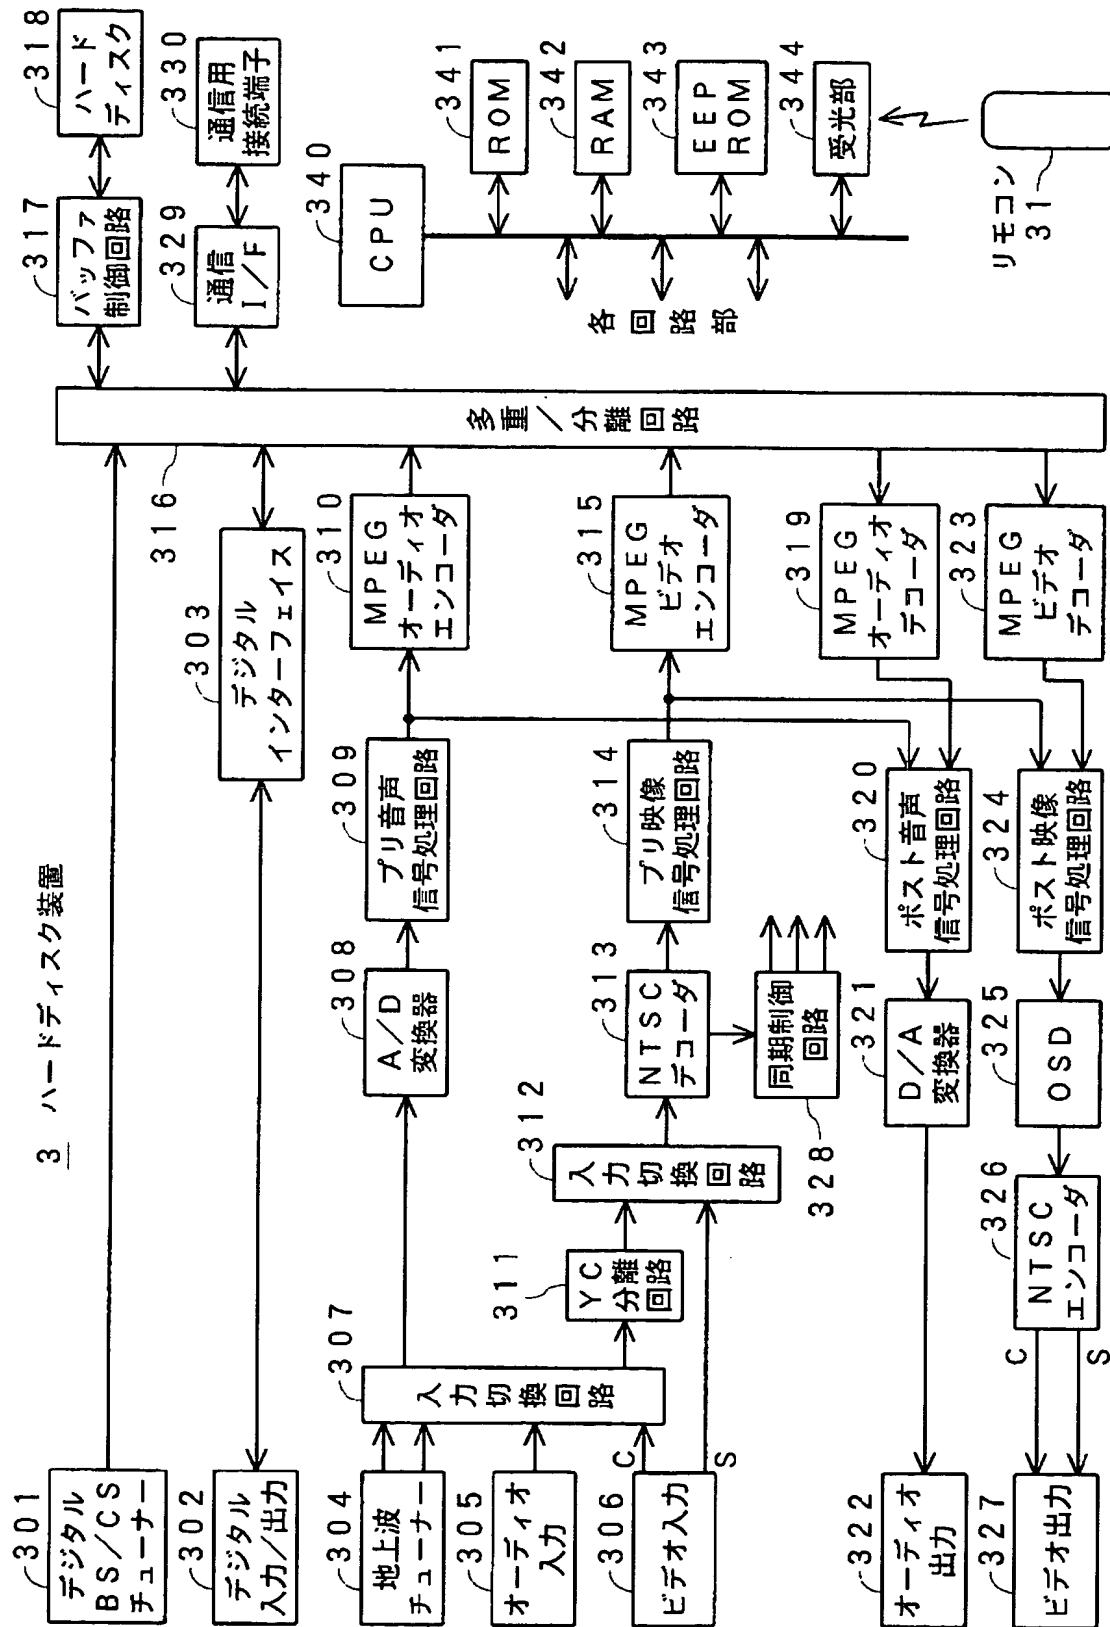 3 ハードディスク装置
301
デジタル
BS/CS
チューナー
302
デジタル
入力/出力
303
デジタル
インターフェイス
316
多重/分離回路
317
バッファ
制御回路
318
ハード
ディスク
329
通信
I/F
330
通信用
接続端子
304
地上波
チューナー
305
オーディオ
入力
306
ビデオ入力
C
S
307
入力切換回路
308
A/D
変換器
309
プリ音声
信号処理回路
310
MPEG
オーディオ
エンコーダ
311
YC
分離
回路
312
入力切換回路
313
NTSC
デコーダ
314
プリ映像
信号処理回路
315
MPEG
ビデオ
エンコーダ
328
同期制御
回路
319
MPEG
オーディオ
デコーダ
320
ポスト音声
信号処理回路
321
D/A
変換器
322
オーディオ
出力
323
MPEG
ビデオ
デコーダ
324
ポスト映像
信号処理回路
325
OSD
326
NTSC
エンコーダ
C
S
327
ビデオ出力
340
CPU
各回路部
341
ROM
342
RAM
343
EEP
ROM
344
受光部
リモコン
31